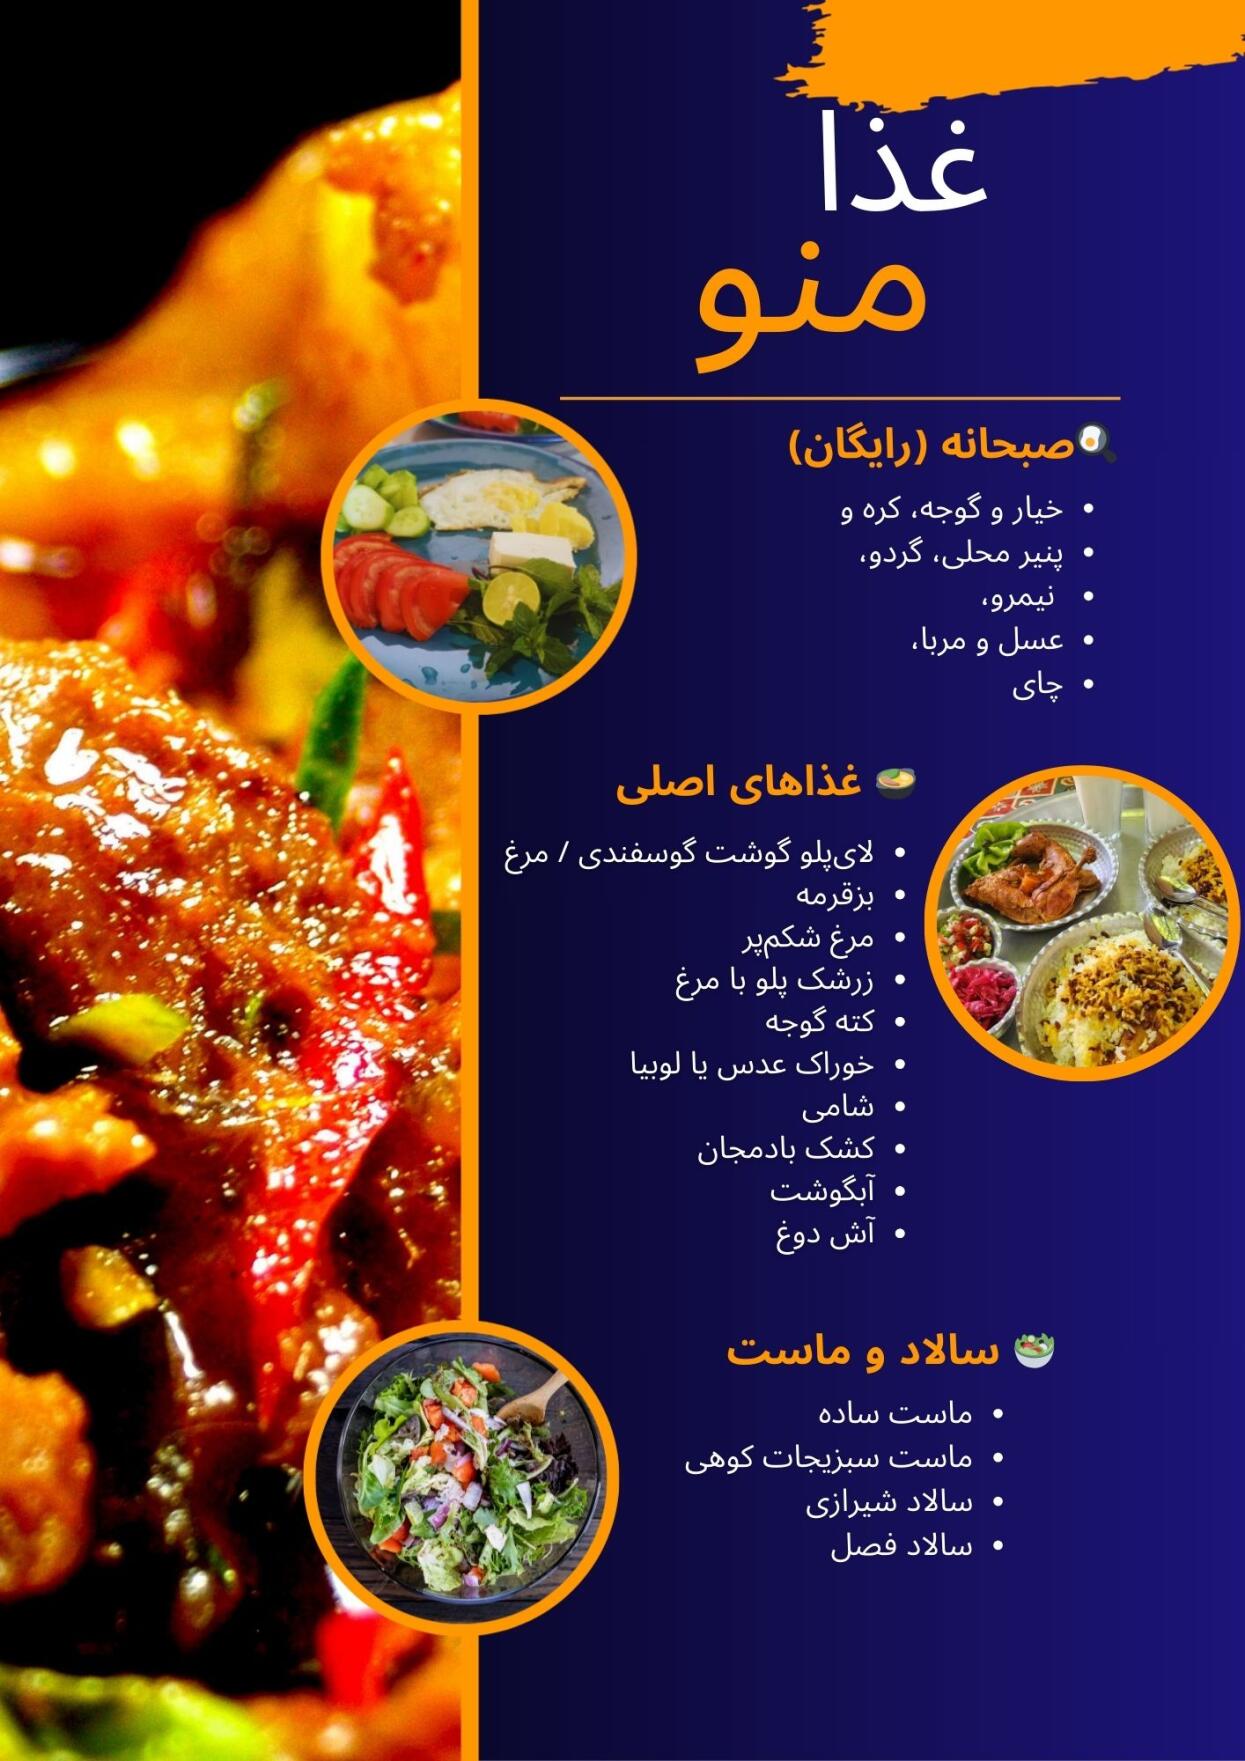 غذا
منو
صبحانه (رایگان)
خیار و گوجه، کره و
پنیر محلی، گردو،
نیمرو،
عسل و مربا،
چای
غذاهای اصلی
لای‌پلو گوشت گوسفندی / مرغ
بزقرمه
مرغ شکم‌پر
زرشک پلو با مرغ
کته گوجه
خوراک عدس یا لوبیا
شامی
کشک بادمجان
آبگوشت
آش دوغ
سالاد و ماست
ماست ساده
ماست سبزیجات کوهی
سالاد شیرازی
سالاد فصل